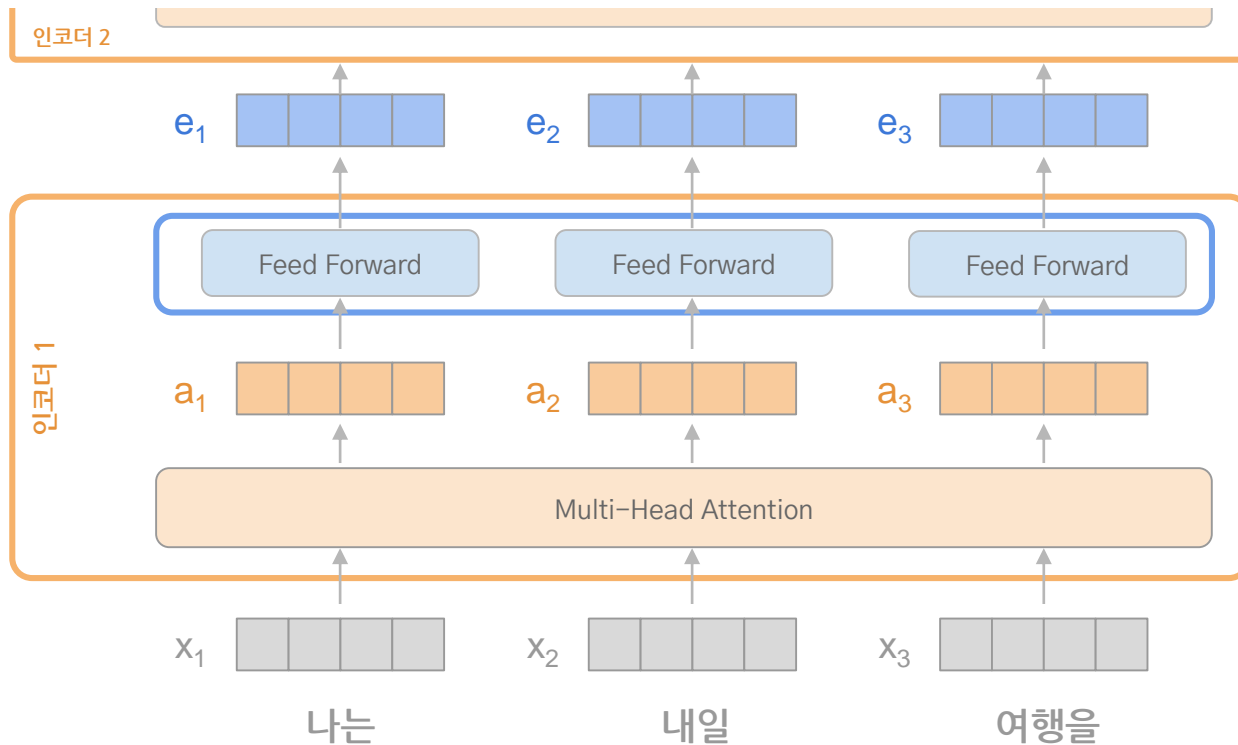 인코더 2
e₁ e₂ e₃
Feed Forward Feed Forward Feed Forward
인코더 1
a₁ a₂ a₃
Multi-Head Attention
x₁ x₂ x₃
나는 내일 여행을